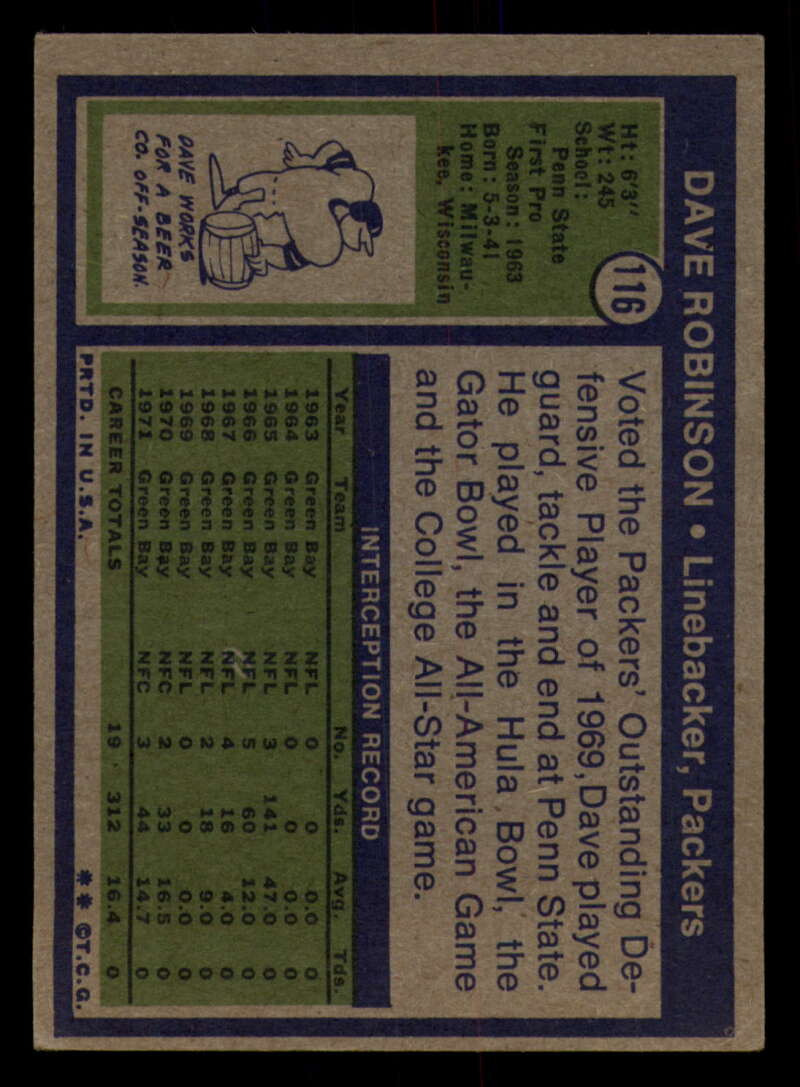 DAVE ROBINSON • Linebacker, Packers
116
Ht: 6'3"
Wt: 245
School:
Penn State
First Pro
Season: 1963
Born: 5-3-41
Home: Milwau-
kee, Wisconsin
DAVE WORKS
FOR A BEER
CO. OFF-SEASON.
Voted the Packers' Outstanding De-
fensive Player of 1969, Dave played
guard, tackle and end at Penn State.
He played in the Hula Bowl, the
Gator Bowl, the All-American Game
and the College All-Star game.
INTERCEPTION RECORD
Year Team No. Yds. Avg. Tds.
1963 Green Bay NFL 0 0 0.0 0
1964 Green Bay NFL 0 0 0.0 0
1965 Green Bay NFL 3 141 47.0 0
1966 Green Bay NFL 5 60 12.0 0
1967 Green Bay NFL 4 16 4.0 0
1968 Green Bay NFL 2 18 9.0 0
1969 Green Bay NFL 0 0 0.0 0
1970 Green Bay NFC 2 33 16.5 0
1971 Green Bay NFC 3 44 14.7 0
CAREER TOTALS 19 312 16.4 0
PRTD. IN U.S.A. ** ©T.C.G.